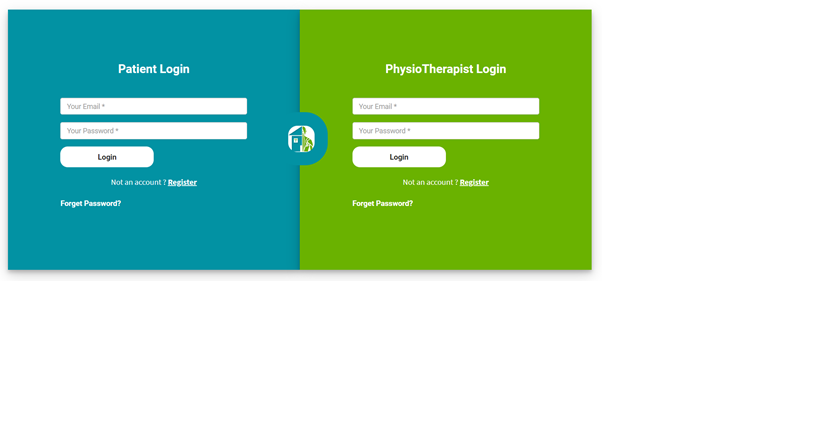 Patient Login
Your Email *
Your Password *
Login
Not an account ? Register
Forget Password?
PhysioTherapist Login
Your Email *
Your Password *
Login
Not an account ? Register
Forget Password?